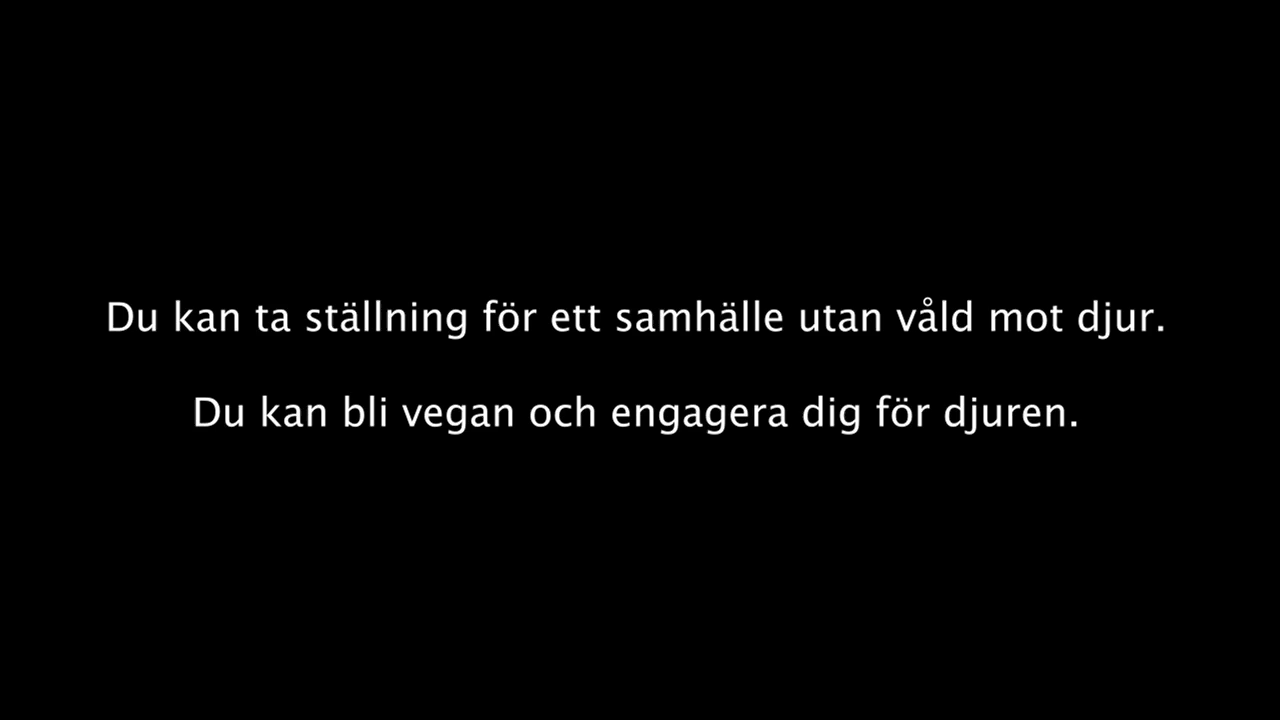 Du kan ta ställning för ett samhälle utan våld mot djur.
Du kan bli vegan och engagera dig för djuren.